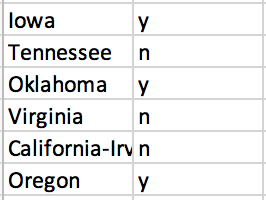 Iowa y
Tennessee n
Oklahoma y
Virginia n
California-Irv n
Oregon y